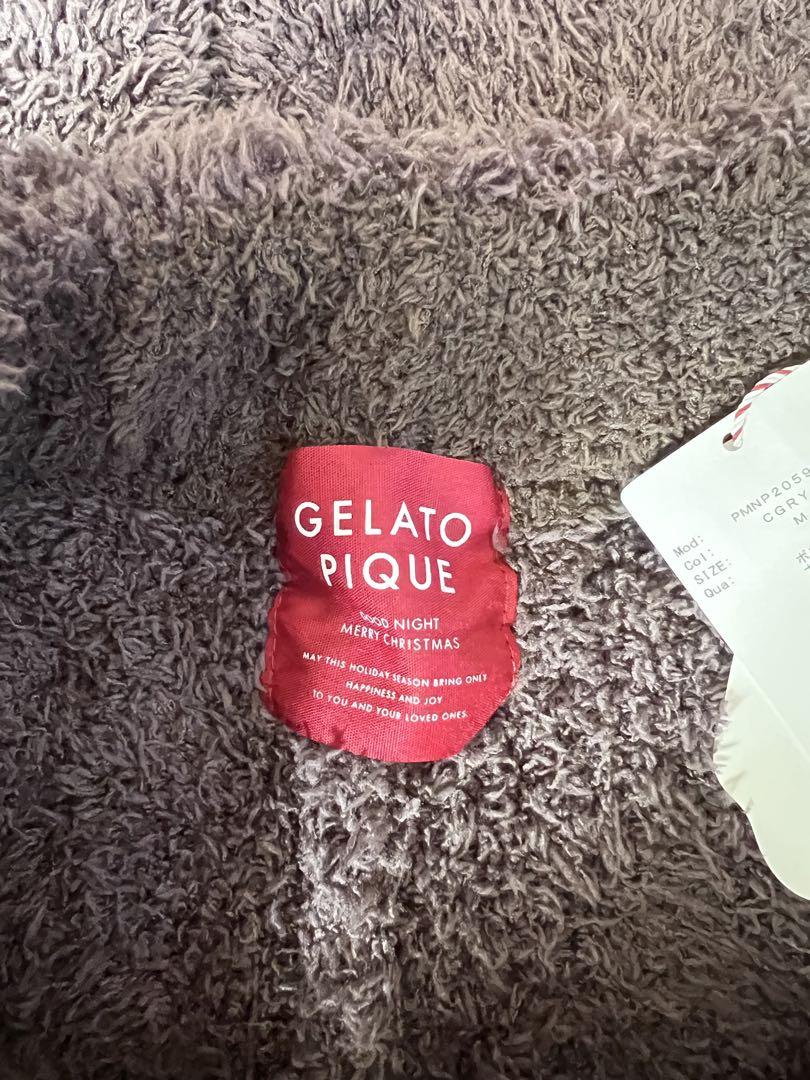 GELATO
PIQUE
GOOD NIGHT
MERRY CHRISTMAS
MAY THIS HOLIDAY SEASON BRING ONLY
HAPPINESS AND JOY
TO YOU AND YOUR LOVED ONES.
Mod: PMNP2059
Col: CGRY
SIZE: M
Qua: ポ